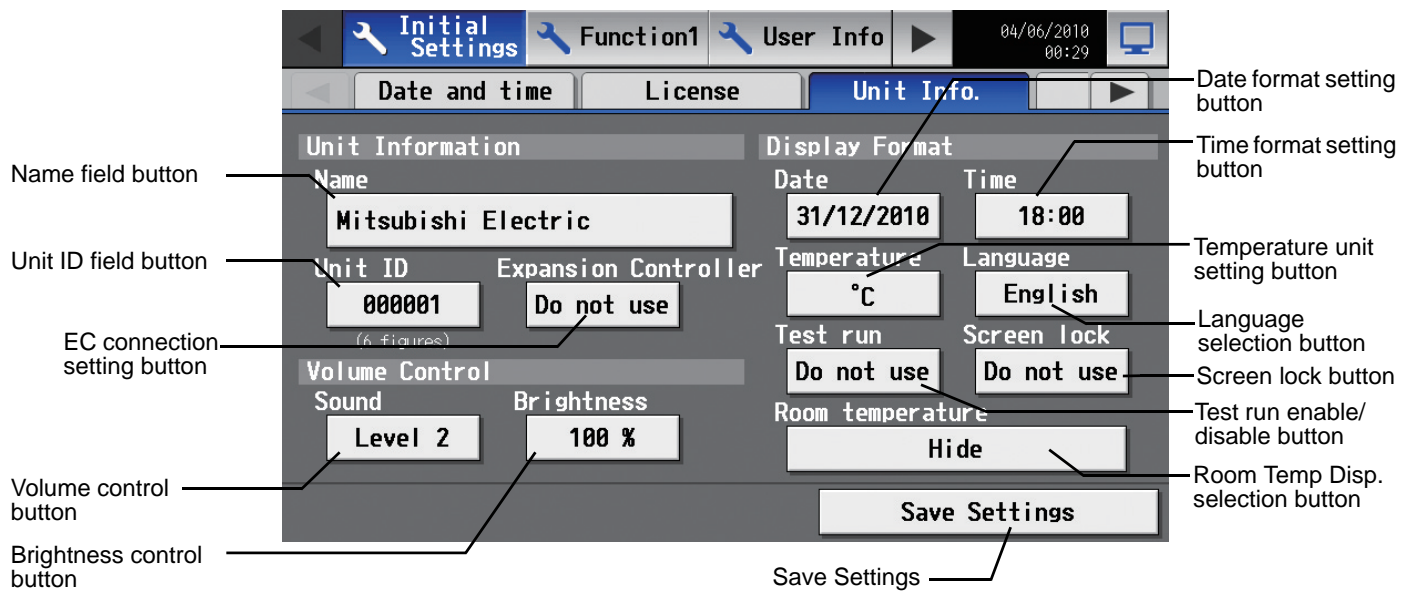 Initial
Settings
Function1
User Info
04/06/2010
00:29
Date and time
License
Unit Info.
Date format setting
button
Unit Information
Display Format
Time format setting
button
Name field button
Name
Date
Time
Mitsubishi Electric
31/12/2010
18:00
Unit ID field button
Unit ID
Expansion Controller
Temperature
Language
Temperature unit
setting button
000001
Do not use
°C
English
(6 figures)
EC connection
setting button
Test run
Screen lock
Language
selection button
Volume Control
Do not use
Do not use
Screen lock button
Sound
Brightness
Room temperature
Test run enable/
disable button
Level 2
100 %
Hide
Volume control
button
Room Temp Disp.
selection button
Save Settings
Brightness control
button
Save Settings